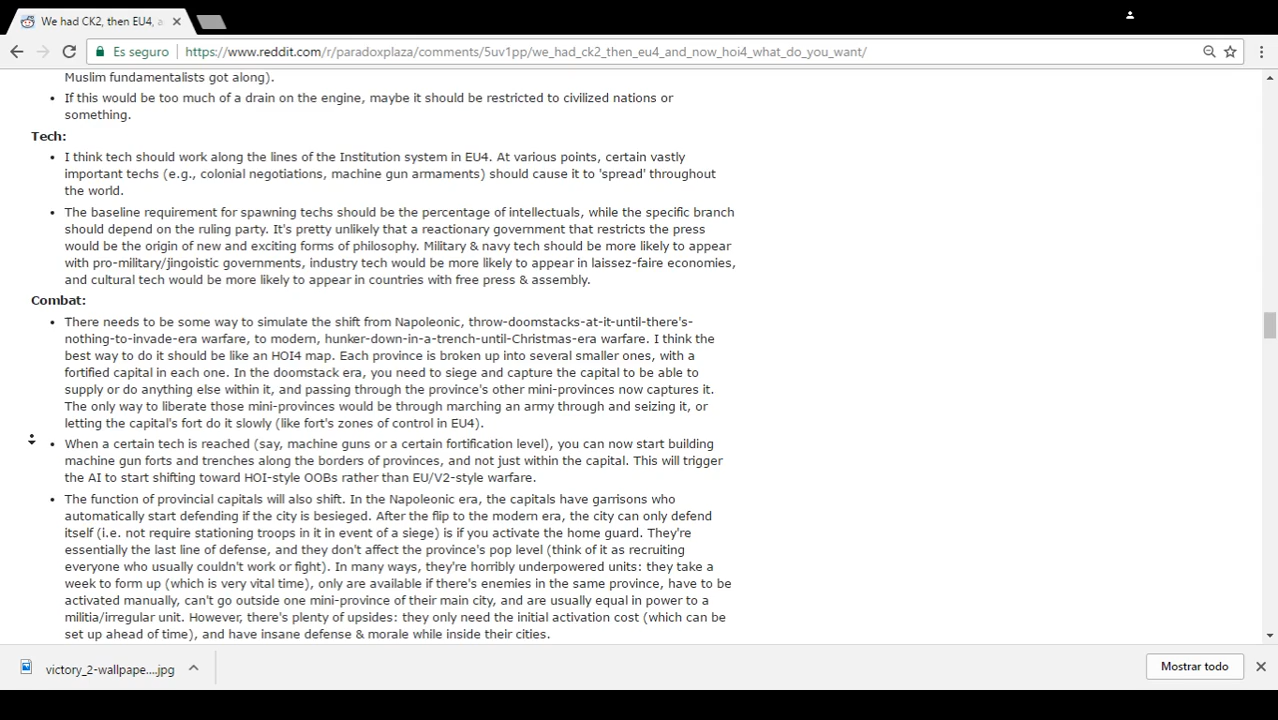 We had CK2, then EU4, a
Es seguro
https://www.reddit.com/r/paradoxplaza/comments/5uv1pp/we_had_ck2_then_eu4_and_now_hoi4_what_do_you_want/
Muslim fundamentalists got along).
• If this would be too much of a drain on the engine, maybe it should be restricted to civilized nations or
something.
Tech:
• I think tech should work along the lines of the Institution system in EU4. At various points, certain vastly
important techs (e.g., colonial negotiations, machine gun armaments) should cause it to 'spread' throughout
the world.
• The baseline requirement for spawning techs should be the percentage of intellectuals, while the specific branch
should depend on the ruling party. It's pretty unlikely that a reactionary government that restricts the press
would be the origin of new and exciting forms of philosophy. Military & navy tech should be more likely to appear
with pro-military/jingoistic governments, industry tech would be more likely to appear in laissez-faire economies,
and cultural tech would be more likely to appear in countries with free press & assembly.
Combat:
• There needs to be some way to simulate the shift from Napoleonic, throw-doomstacks-at-it-until-there's-
nothing-to-invade-era warfare, to modern, hunker-down-in-a-trench-until-Christmas-era warfare. I think the
best way to do it should be like an HOI4 map. Each province is broken up into several smaller ones, with a
fortified capital in each one. In the doomstack era, you need to siege and capture the capital to be able to
supply or do anything else within it, and passing through the province's other mini-provinces now captures it.
The only way to liberate those mini-provinces would be through marching an army through and seizing it, or
letting the capital's fort do it slowly (like fort's zones of control in EU4).
• When a certain tech is reached (say, machine guns or a certain fortification level), you can now start building
machine gun forts and trenches along the borders of provinces, and not just within the capital. This will trigger
the AI to start shifting toward HOI-style OOBs rather than EU/V2-style warfare.
• The function of provincial capitals will also shift. In the Napoleonic era, the capitals have garrisons who
automatically start defending if the city is besieged. After the flip to the modern era, the city can only defend
itself (i.e. not require stationing troops in it in event of a siege) is if you activate the home guard. They're
essentially the last line of defense, and they don't affect the province's pop level (think of it as recruiting
everyone who usually couldn't work or fight). In many ways, they're horribly underpowered units: they take a
week to form up (which is very vital time), only are available if there's enemies in the same province, have to be
activated manually, can't go outside one mini-province of their main city, and are usually equal in power to a
militia/irregular unit. However, there's plenty of upsides: they only need the initial activation cost (which can be
set up ahead of time), and have insane defense & morale while inside their cities.
victory_2-wallpape....jpg
Mostrar todo